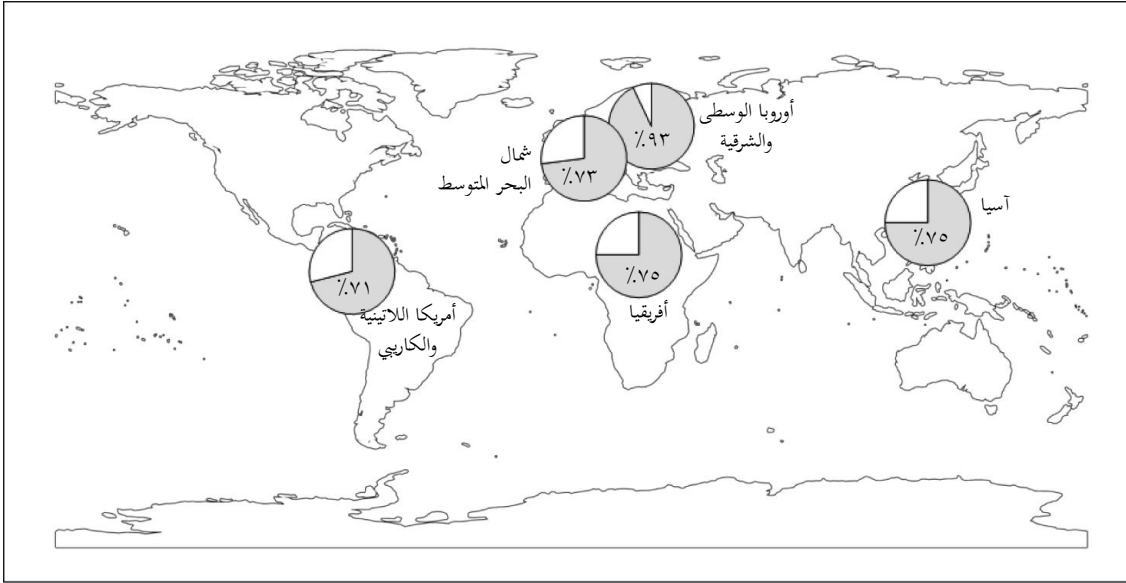 أوروبا الوسطى
والشرقية
٪٩٣
شمال
البحر المتوسط
٪٧٣
آسيا
٪٧٥
أفريقيا
٪٧٥
أمريكا اللاتينية
والكاريبي
٪٧١